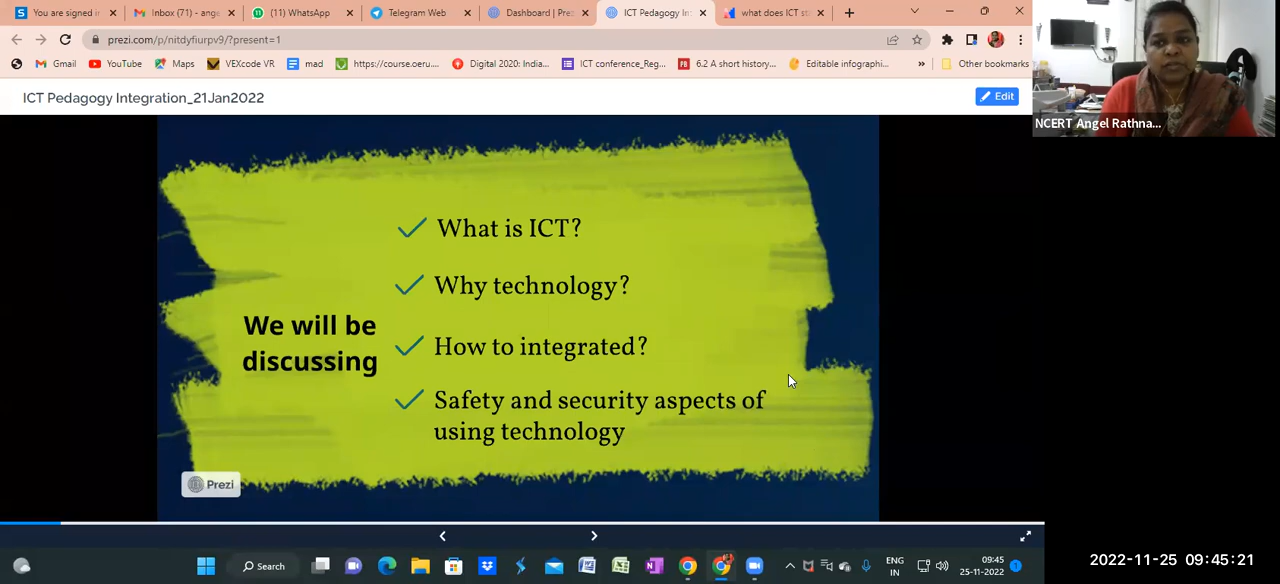 You are signed in
Inbox (71) - ang
(11) WhatsApp
Telegram Web
Dashboard | Prez
ICT Pedagogy In
what does ICT st
prezi.com/p/nitdyfiurpv9/?present=1
Gmail
YouTube
Maps
VEXcode VR
mad
https://course.oeru....
Digital 2020: India...
ICT conference_Reg...
6.2 A short history...
Editable infographi...
»
Other bookmarks
ICT Pedagogy Integration_21Jan2022
Edit
NCERT Angel Rathna...
We will be
discussing
What is ICT?
Why technology?
How to integrated?
Safety and security aspects of
using technology
Prezi
Search
ENG
IN
09:45
25-11-2022
2022-11-25 09:45:21